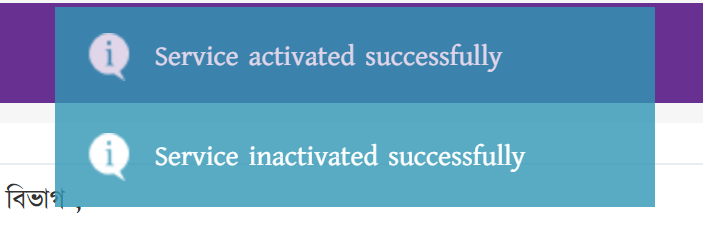 Service activated successfully
Service inactivated successfully
বিভাগ ,